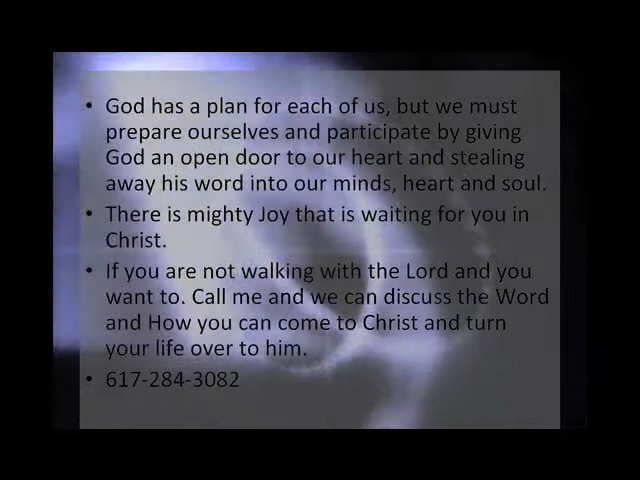 • God has a plan for each of us, but we must
prepare ourselves and participate by giving
God an open door to our heart and stealing
away his word into our minds, heart and soul.
• There is mighty Joy that is waiting for you in
Christ.
• If you are not walking with the Lord and you
want to. Call me and we can discuss the Word
and How you can come to Christ and turn
your life over to him.
• 617-284-3082